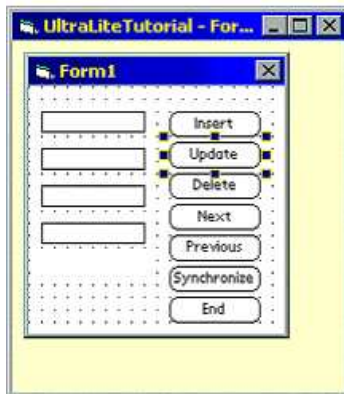 UltraLiteTutorial - For...
Form1
Insert
Update
Delete
Next
Previous
Synchronize
End